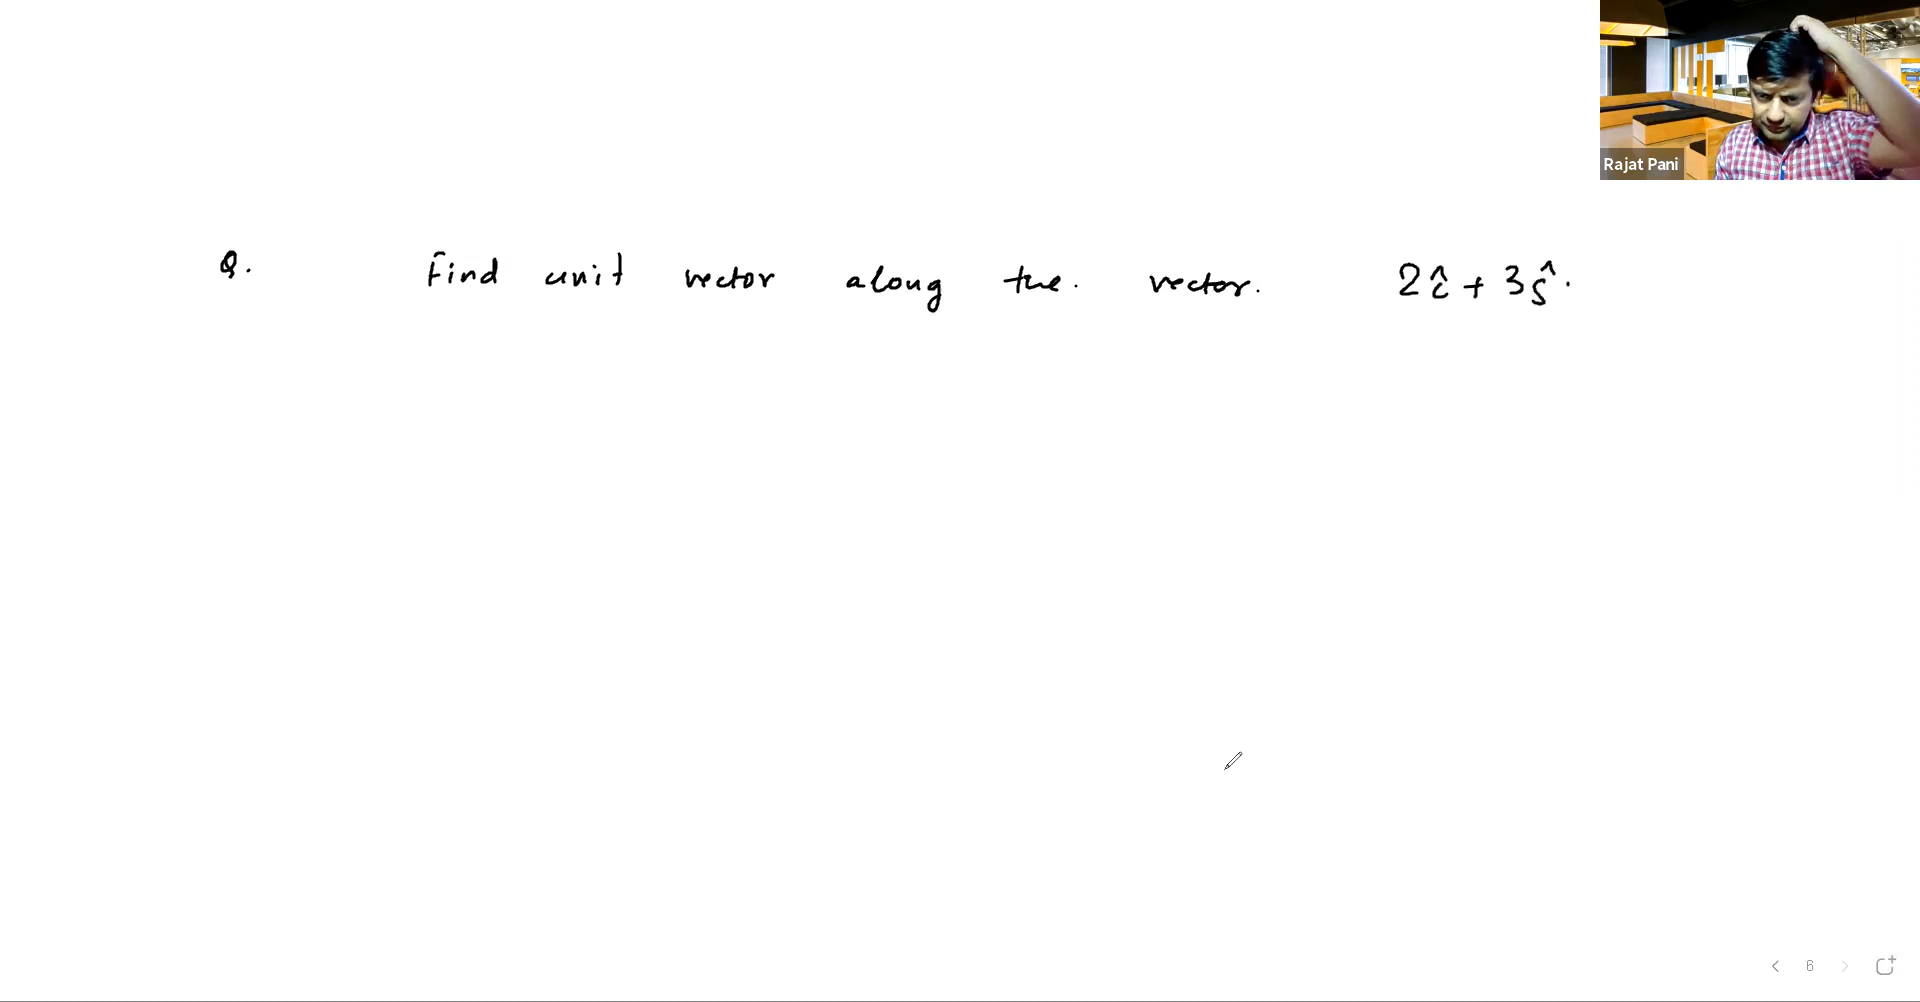 Rajat Pani
Q. Find unit vector along the. vector. 2î + 3ĵ.
6